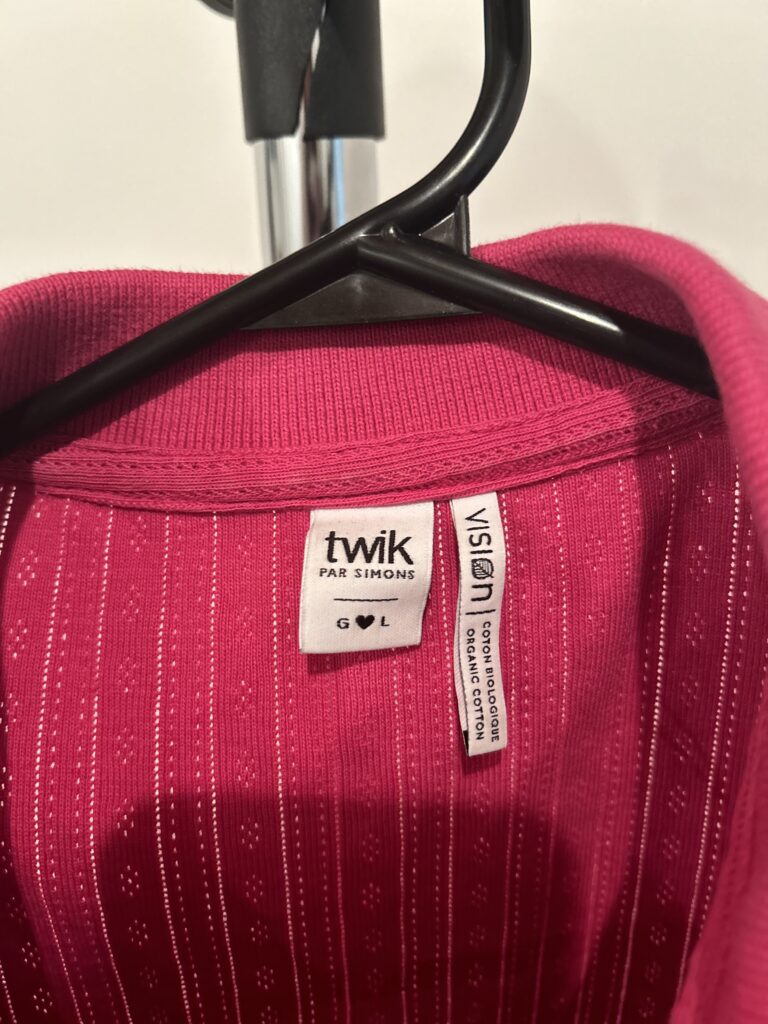 twik
PAR SIMONS
G ♥ L
VISION
COTON BIOLOGIQUE
ORGANIC COTTON